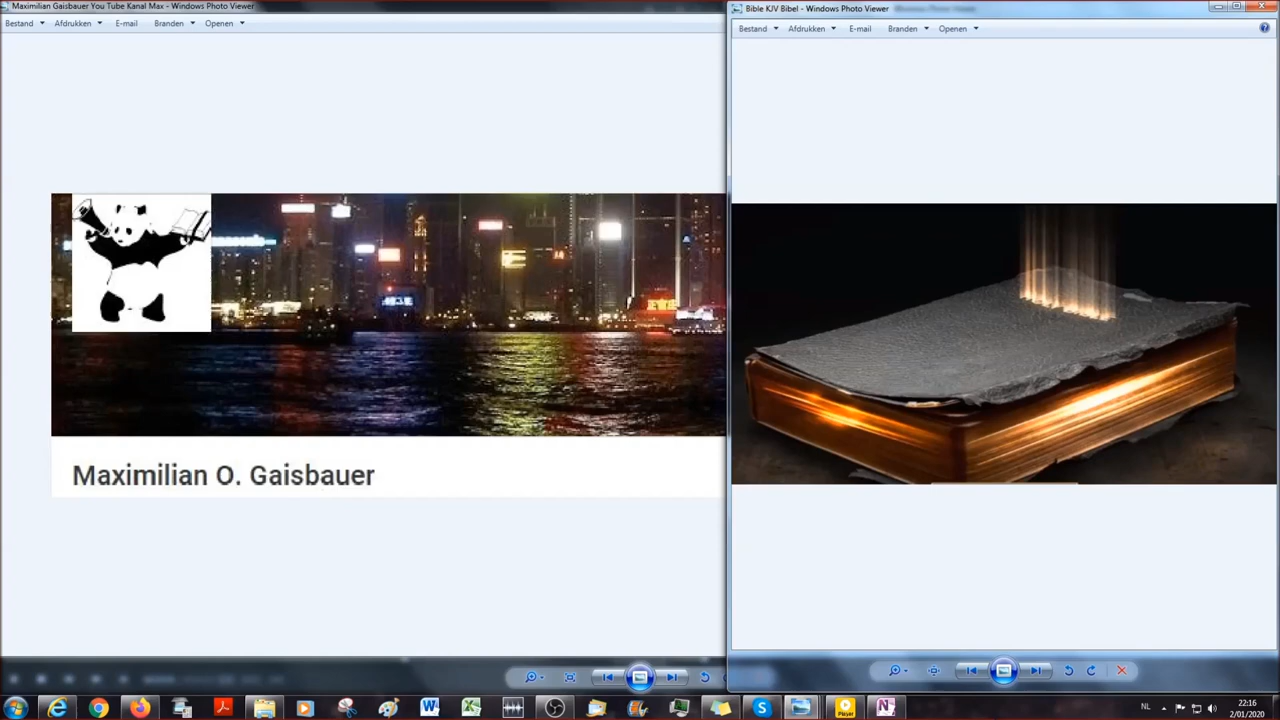 Maximilian Gaisbauer You Tube Kanal Max - Windows Photo Viewer
Bestand Afdrukken E-mail Branden Openen
Bible KJV Bibel - Windows Photo Viewer
Bestand Afdrukken E-mail Branden Openen
Maximilian O. Gaisbauer
NL
22:16
2/01/2020